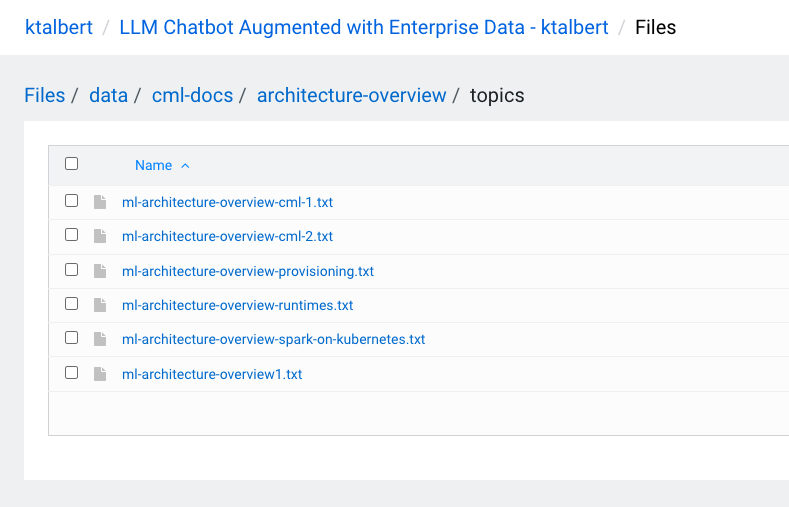 ktalbert / LLM Chatbot Augmented with Enterprise Data - ktalbert / Files
Files / data / cml-docs / architecture-overview / topics
Name
ml-architecture-overview-cml-1.txt
ml-architecture-overview-cml-2.txt
ml-architecture-overview-provisioning.txt
ml-architecture-overview-runtimes.txt
ml-architecture-overview-spark-on-kubernetes.txt
ml-architecture-overview1.txt